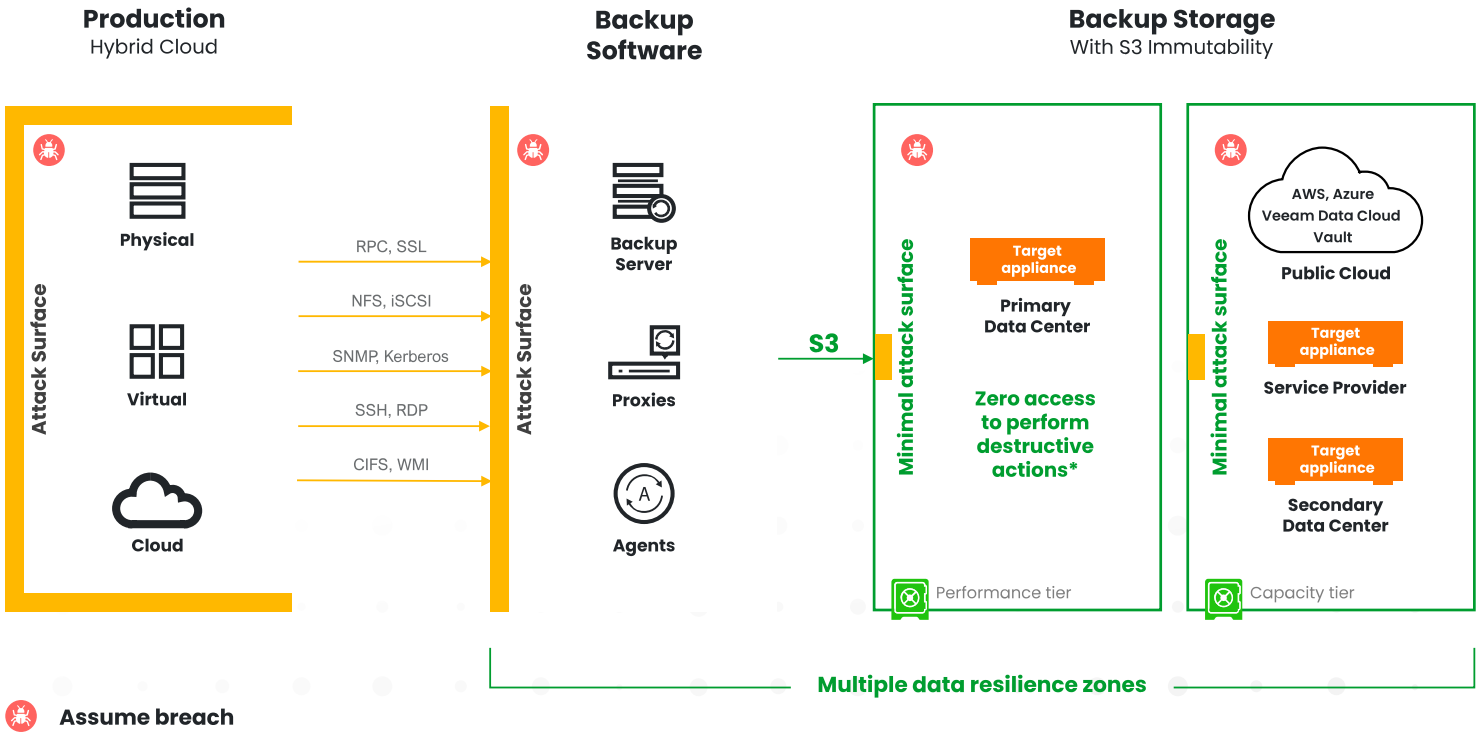 Production
Hybrid Cloud
Backup
Software
Backup Storage
With S3 Immutability
Attack Surface
Physical
Virtual
Cloud
RPC, SSL
NFS, iSCSI
SNMP, Kerberos
SSH, RDP
CIFS, WMI
Attack Surface
Backup
Server
Proxies
A
Agents
S3
Minimal attack surface
Target
appliance
Primary
Data Center
Zero access
to perform
destructive
actions*
Performance tier
Minimal attack surface
AWS, Azure
Veeam Data Cloud
Vault
Public Cloud
Target
appliance
Service Provider
Target
appliance
Secondary
Data Center
Capacity tier
Multiple data resilience zones
Assume breach